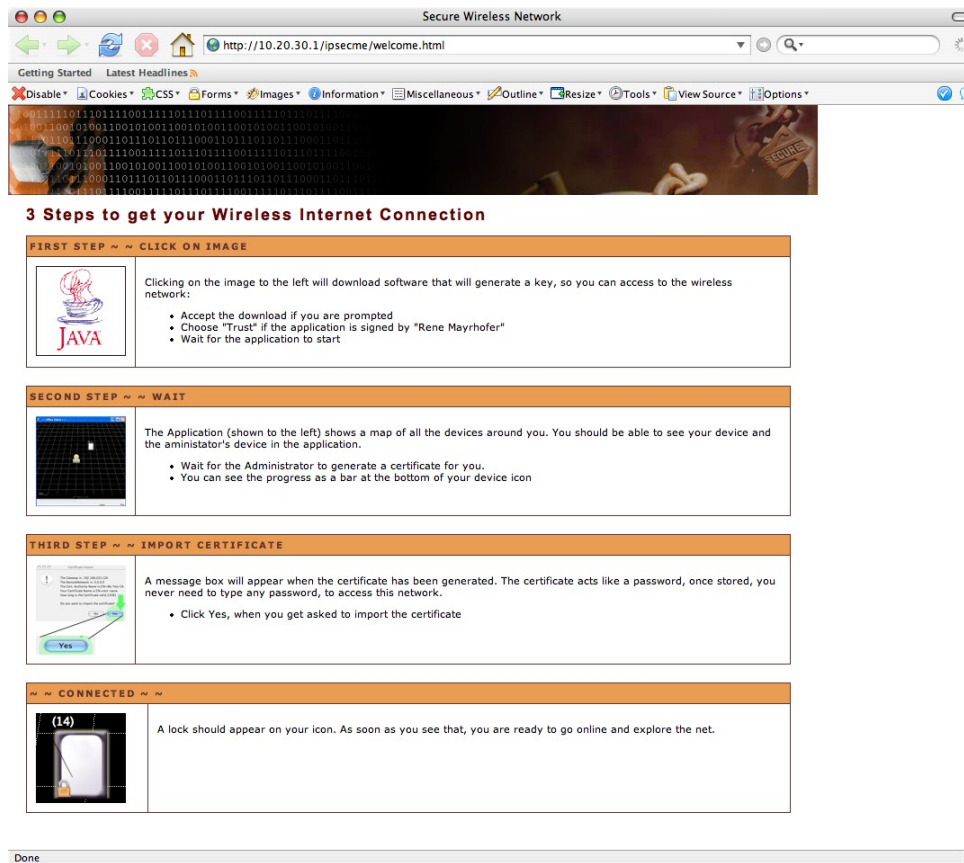 Secure Wireless Network
http://10.20.30.1/ipsecme/welcome.html
Getting Started Latest Headlines
Disable Cookies CSS Forms Images Information Miscellaneous Outline Resize Tools View Source Options
SECURE
3 Steps to get your Wireless Internet Connection
FIRST STEP ~ ~ CLICK ON IMAGE
JAVA
Clicking on the image to the left will download software that will generate a key, so you can access to the wireless
network:
• Accept the download if you are prompted
• Choose "Trust" if the application is signed by "Rene Mayrhofer"
• Wait for the application to start
SECOND STEP ~ ~ WAIT
The Application (shown to the left) shows a map of all the devices around you. You should be able to see your device and
the aministator's device in the application.
• Wait for the Administrator to generate a certificate for you.
• You can see the progress as a bar at the bottom of your device icon
THIRD STEP ~ ~ IMPORT CERTIFICATE
Yes
A message box will appear when the certificate has been generated. The certificate acts like a password, once stored, you
never need to type any password, to access this network.
• Click Yes, when you get asked to import the certificate
~ ~ CONNECTED ~ ~
(14)
A lock should appear on your icon. As soon as you see that, you are ready to go online and explore the net.
Done